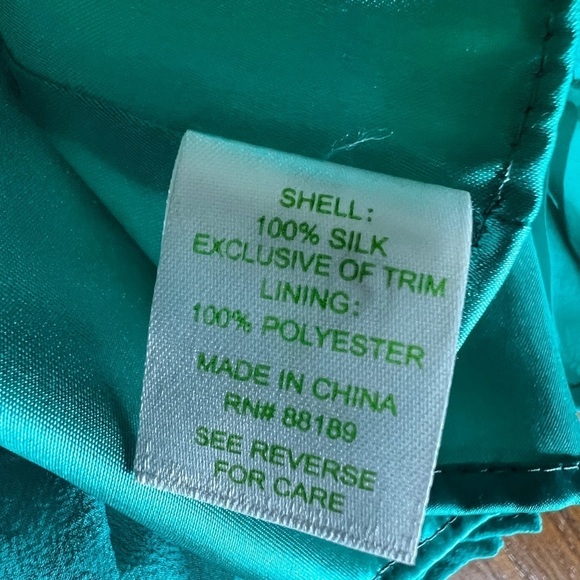 SHELL:
100% SILK
EXCLUSIVE OF TRIM
LINING:
100% POLYESTER
MADE IN CHINA
RN# 88189
SEE REVERSE
FOR CARE